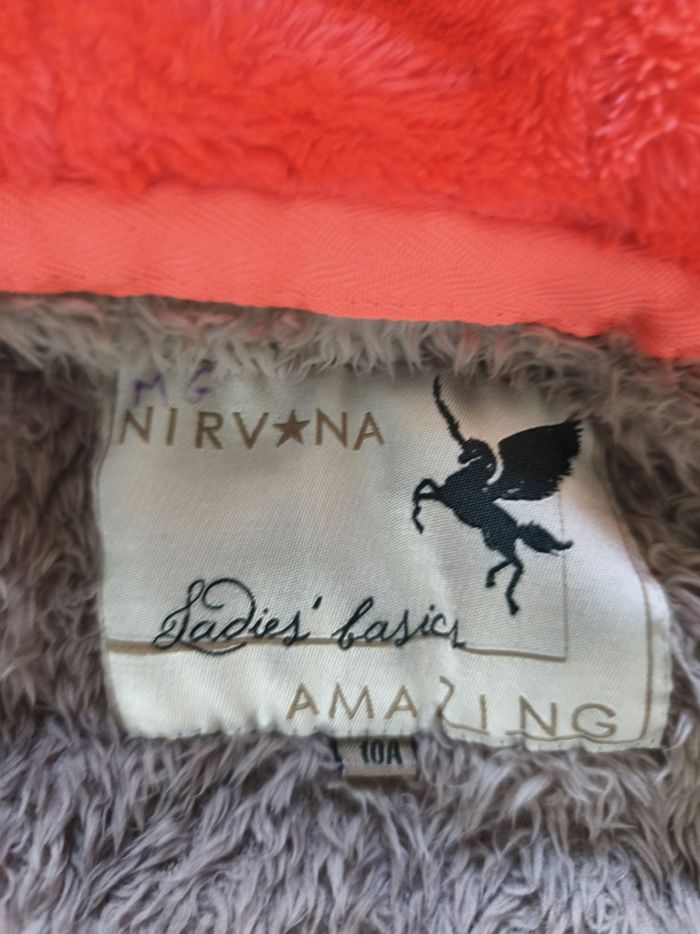 MG
NIRV★NA
Ladies' basics
AMAZING
10A